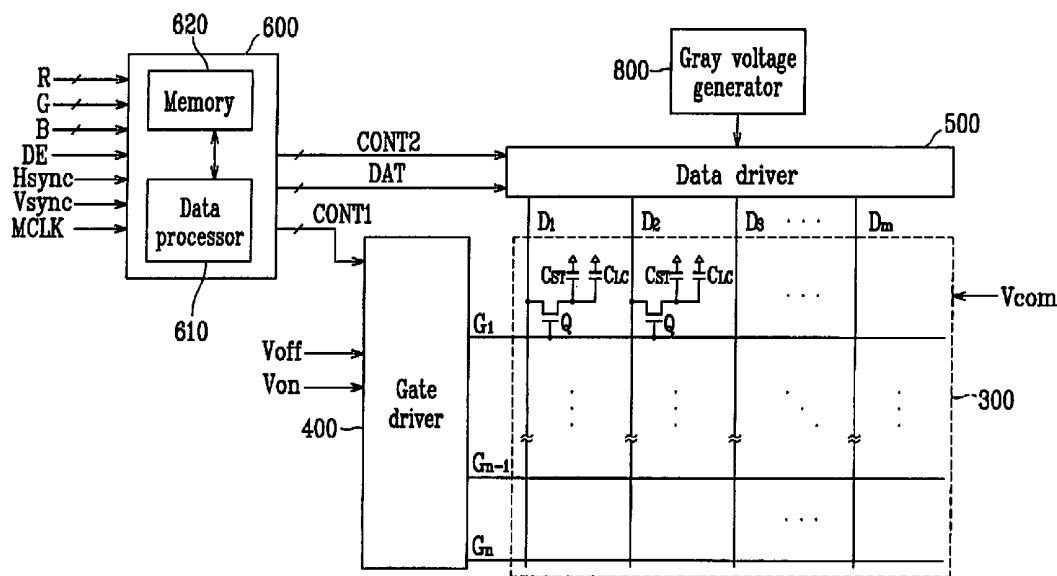 620
600
R
G
B
DE
Hsync
Vsync
MCLK
Memory
Data
processor
610
CONT2
DAT
CONT1
800
Gray voltage
generator
500
Data driver
D1
D2
D3
. . .
Dm
CST
CLC
CST
CLC
. . .
Vcom
Q
Q
G1
Voff
Von
Gate
driver
400
300
Gn-1
. . .
Gn